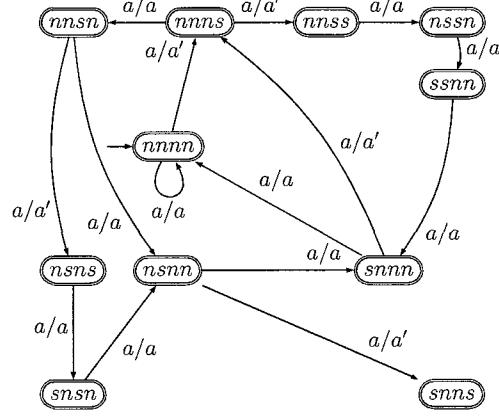 nnsn a/a nnns a/a′ nnss a/a nssn
a/a′ a/a
ssnn
nnnn a/a′
a/a a/a
a/a′ a/a a/a
nsns nsnn a/a snnn
a/a a/a a/a′
snsn snns